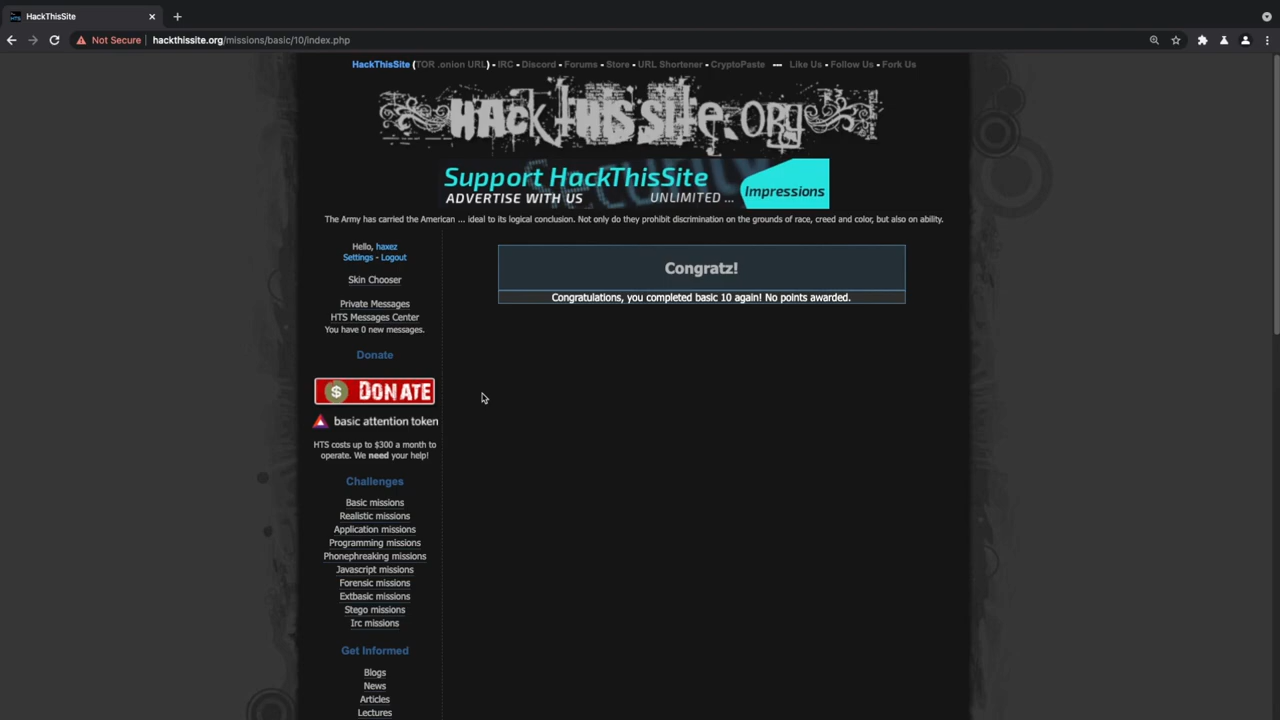 HackThisSite
Not Secure
hackthissite.org/missions/basic/10/index.php
HackThisSite (TOR .onion URL) - IRC - Discord - Forums - Store - URL Shortener - CryptoPaste --- Like Us - Follow Us - Fork Us
HAckTHISSITe.org
SECURITY
Support HackThisSite
Impressions
ADVERTISE WITH US UNLIMITED ...
The Army has carried the American ... ideal to its logical conclusion. Not only do they prohibit discrimination on the grounds of race, creed and color, but also on ability.
Hello, haxez
Settings - Logout
Skin Chooser
Private Messages
HTS Messages Center
You have 0 new messages.
Donate
$ DONATE
basic attention token
HTS costs up to $300 a month to
operate. We need your help!
Challenges
Basic missions
Realistic missions
Application missions
Programming missions
Phonephreaking missions
Javascript missions
Forensic missions
Extbasic missions
Stego missions
Irc missions
Get Informed
Blogs
News
Articles
Lectures
Congratz!
Congratulations, you completed basic 10 again! No points awarded.